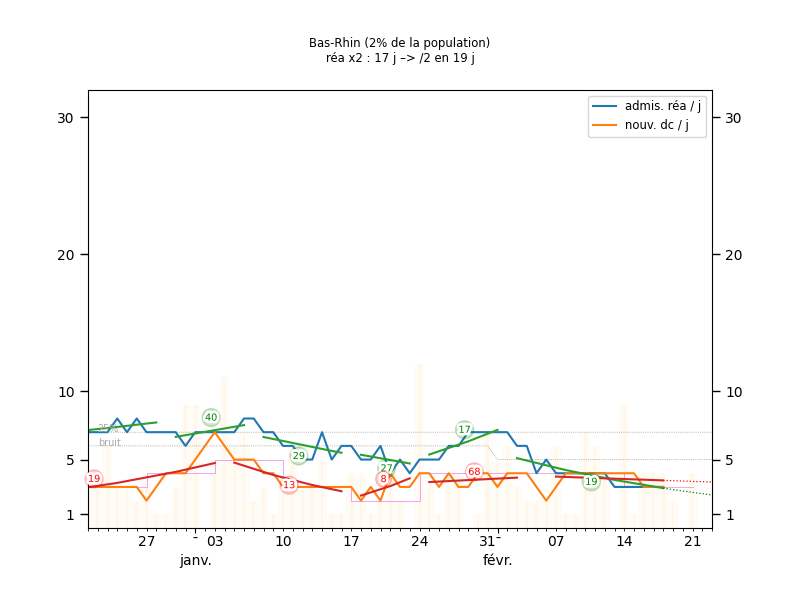 Bas-Rhin (2% de la population)
réa x2 : 17 j –> /2 en 19 j
admis. réa / j
nouv. dc / j
30 30
20 20
10 10
5 5
1 1
40
17
25%
bruit
29
27
19
8
68
13
19
27 - 03 10 17 24 31- 07 14 21
janv. févr.